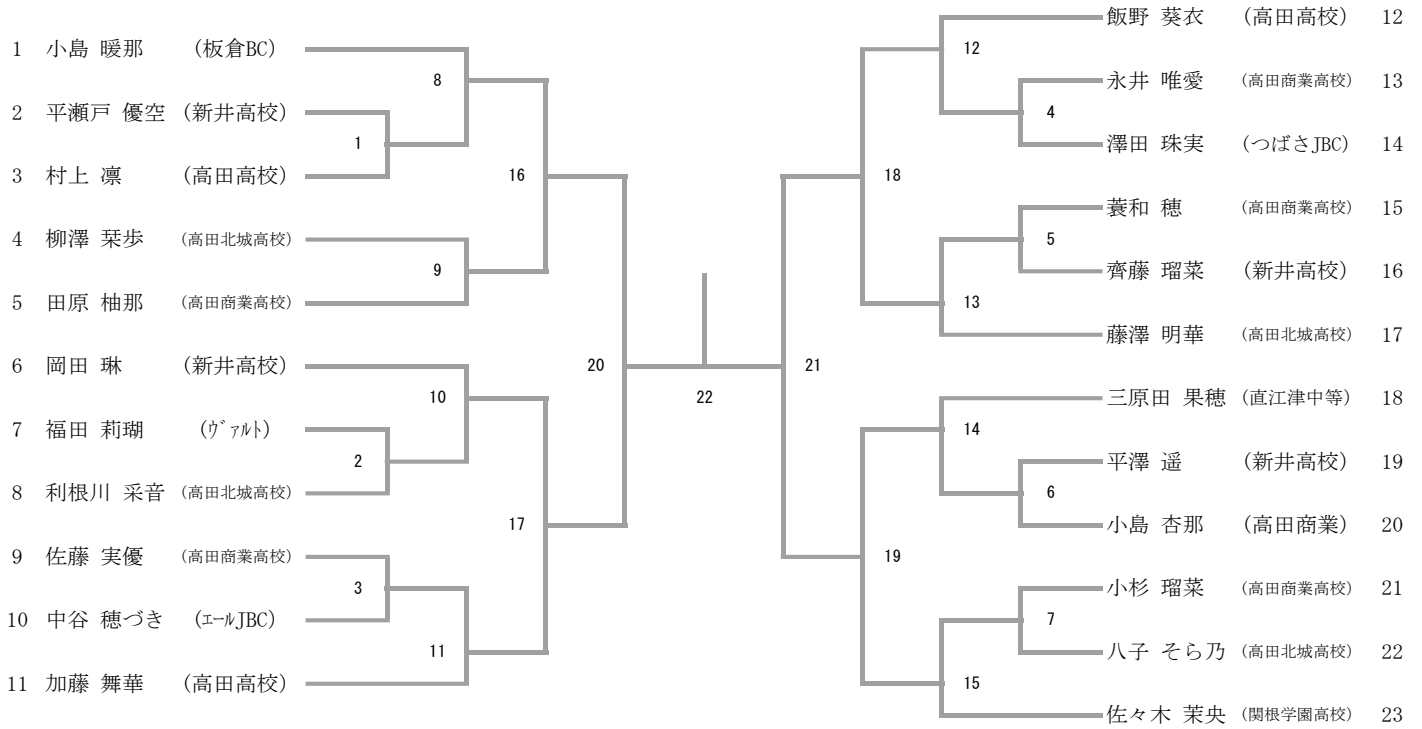 1 小島 暖那 (板倉BC)
2 平瀬戸 優空 (新井高校)
3 村上 凛 (高田高校)
4 柳澤 栞歩 (高田北城高校)
5 田原 柚那 (高田商業高校)
6 岡田 琳 (新井高校)
7 福田 莉瑚 (ヴァルト)
8 利根川 采音 (高田北城高校)
9 佐藤 実優 (高田商業高校)
10 中谷 穂づき (エールJBC)
11 加藤 舞華 (高田高校)
8
1
16
9
10
2
17
3
11
20
22
21
18
19
12
4
5
13
14
6
7
15
飯野 葵衣 (高田高校) 12
永井 唯愛 (高田商業高校) 13
澤田 珠実 (つばさJBC) 14
蓑和 穂 (高田商業高校) 15
齊藤 瑠菜 (新井高校) 16
藤澤 明華 (高田北城高校) 17
三原田 果穂 (直江津中等) 18
平澤 遥 (新井高校) 19
小島 杏那 (高田商業) 20
小杉 瑠菜 (高田商業高校) 21
八子 そら乃 (高田北城高校) 22
佐々木 茉央 (関根学園高校) 23